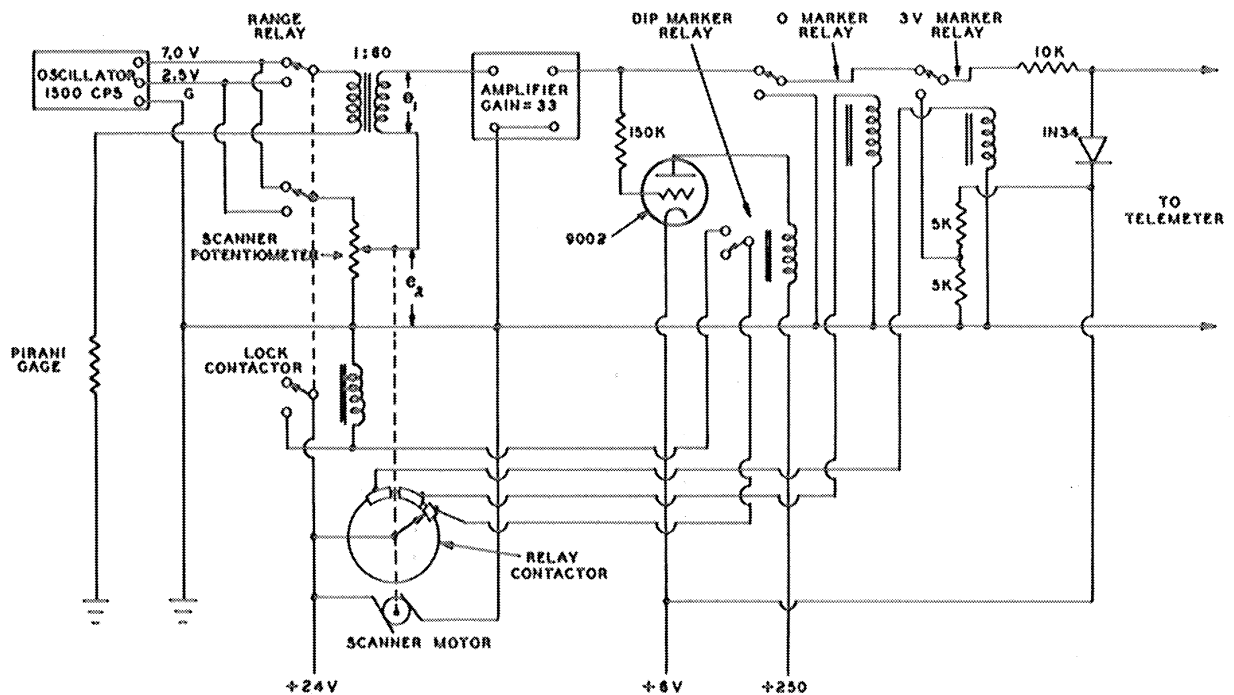 RANGE
RELAY
DIP MARKER
RELAY
O MARKER
RELAY
3V MARKER
RELAY
7,0 V
1:60
10K
OSCILLATOR
1500 CPS
2.5V
G
e1
AMPLIFIER
GAIN = 33
150K
1N34
9002
TO
TELEMETER
SCANNER
POTENTIOMETER
5K
e2
5K
PIRANI
GAGE
LOCK
CONTACTOR
RELAY
CONTACTOR
SCANNER MOTOR
+24V
+6V
+250